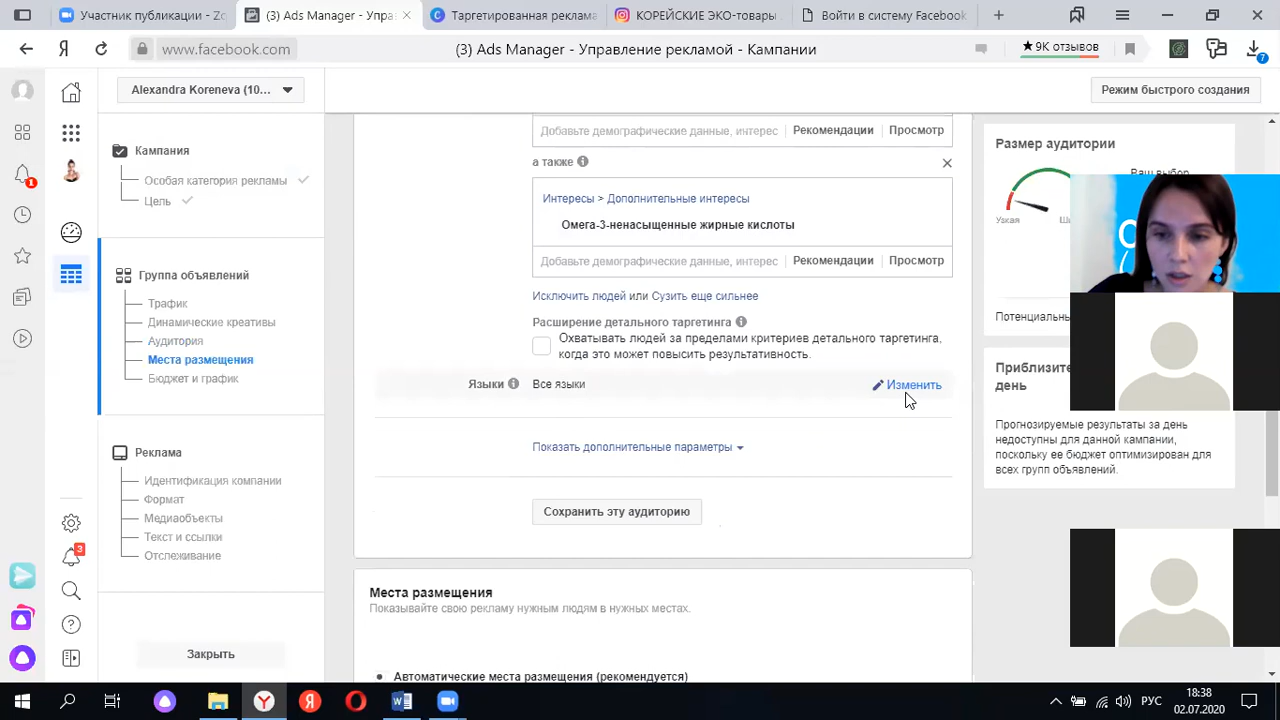 Участник публикации - Zo
(3) Ads Manager - Упра
Таргетированная реклама
КОРЕЙСКИЕ ЭКО-товары
Войти в систему Facebook
www.facebook.com
(3) Ads Manager - Управление рекламой - Кампании
★9K отзывов
7
Alexandra Koreneva (10...
Режим быстрого создания
Кампания
Особая категория рекламы
Цель
Группа объявлений
Трафик
Динамические креативы
Аудитория
Места размещения
Бюджет и график
Реклама
Идентификация компании
Формат
Медиаобъекты
Текст и ссылки
Отслеживание
Закрыть
1
3
Добавьте демографические данные, интерес
Рекомендации
Просмотр
а также
Интересы > Дополнительные интересы
Омега-3-ненасыщенные жирные кислоты
Добавьте демографические данные, интерес
Рекомендации
Просмотр
Исключить людей или Сузить еще сильнее
Расширение детального таргетинга
Охватывать людей за пределами критериев детального таргетинга,
когда это может повысить результативность.
Языки
Все языки
Изменить
Показать дополнительные параметры
Сохранить эту аудиторию
Места размещения
Показывайте свою рекламу нужным людям в нужных местах.
Автоматические места размещения (рекомендуется)
Размер аудитории
Ваш выбор
Узкая
Ш
Потенциальн
Приблизите
день
Прогнозируемые результаты за день
недоступны для данной кампании,
поскольку ее бюджет оптимизирован для
всех групп объявлений.
РУС
18:38
02.07.2020